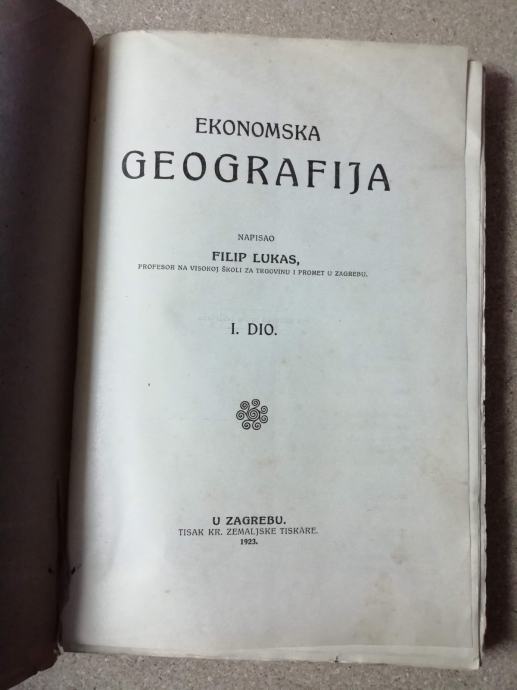 EKONOMSKA
GEOGRAFIJA
NAPISAO
FILIP LUKAS,
PROFESOR NA VISOKOJ ŠKOLI ZA TRGOVINU I PROMET U ZAGREBU.
I. DIO.
U ZAGREBU.
TISAK KR. ZEMALJSKE TISKARE.
1923.